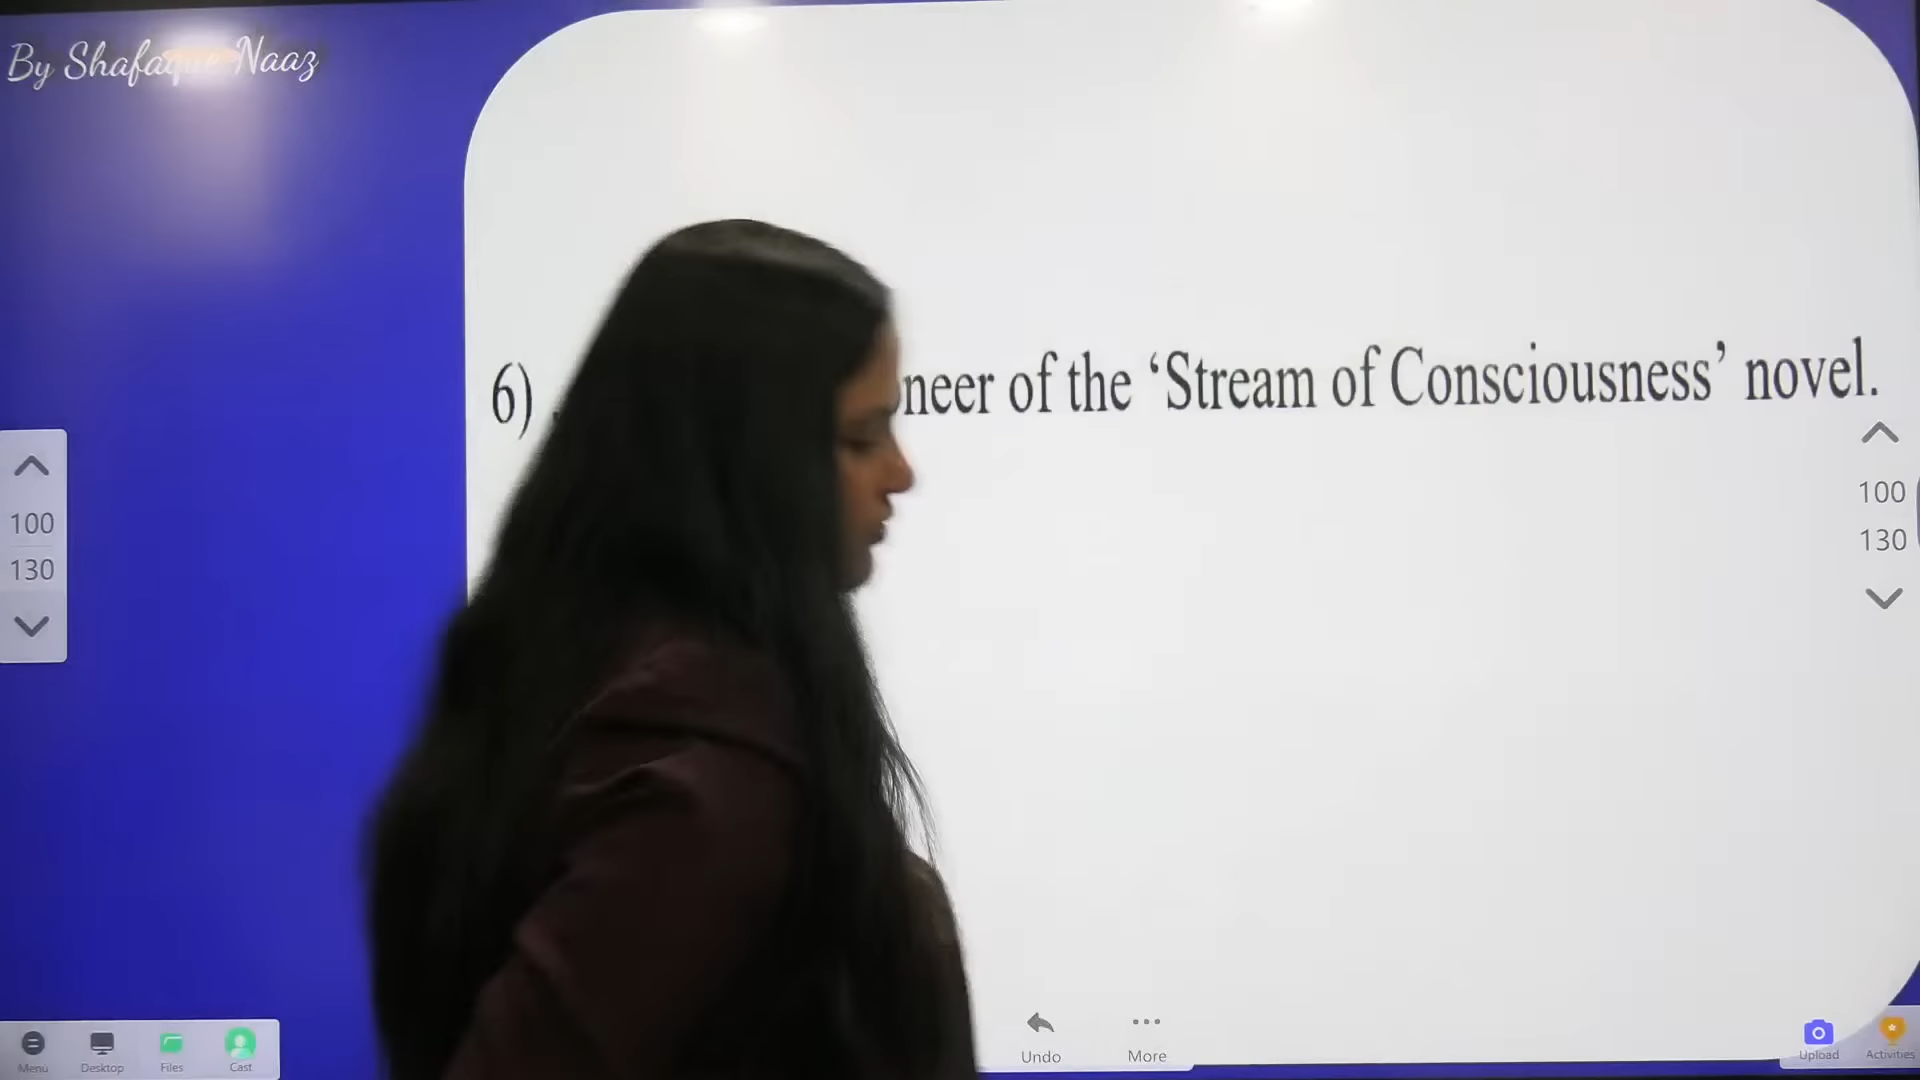 By Shafaque Naaz
6) neer of the ‘Stream of Consciousness’ novel.
100
130
100
130
Undo
More
Menu
Desktop
Files
Cast
Upload
Activities